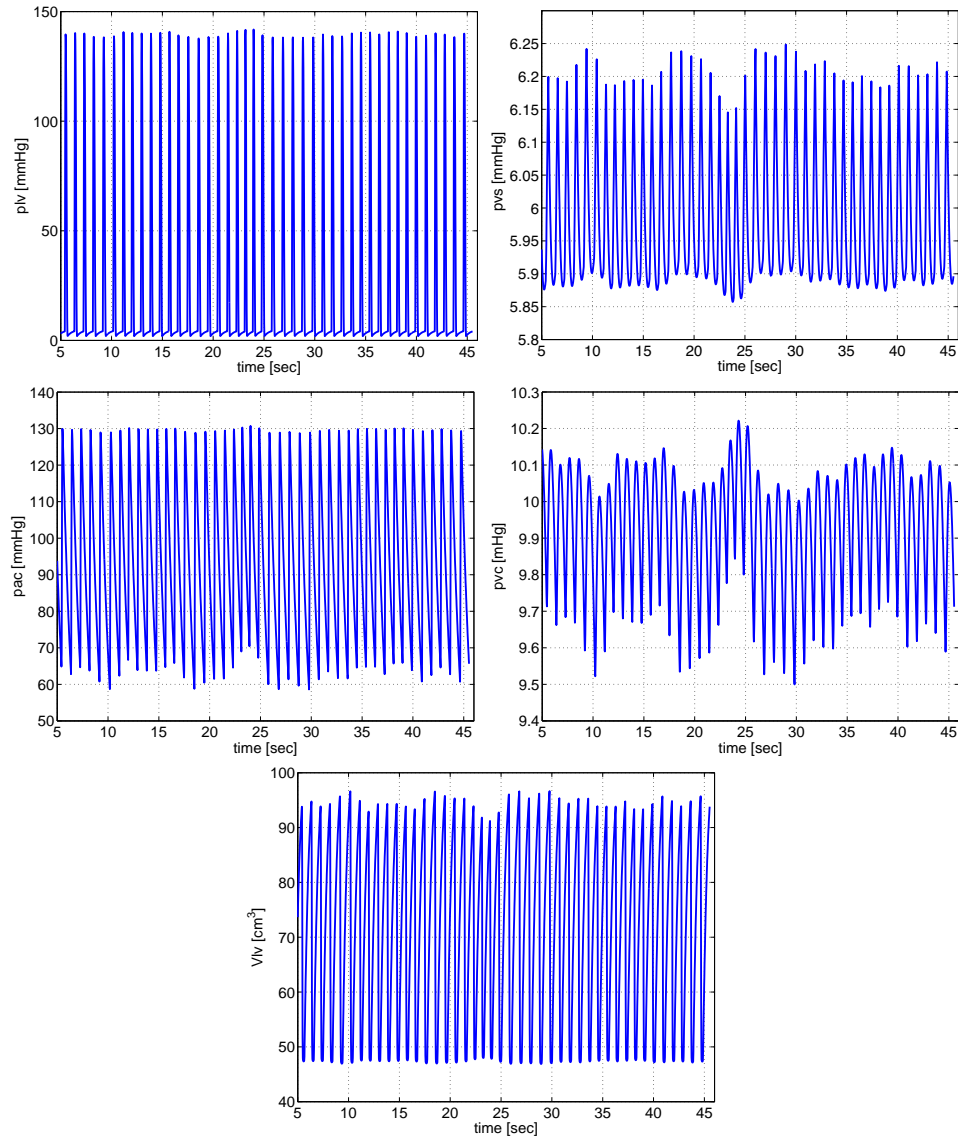 150
100
50
0
plv [mmHg]
5 10 15 20 25 30 35 40 45
time [sec]
6.25
6.2
6.15
6.1
6.05
6
5.95
5.9
5.85
5.8
pvs [mmHg]
5 10 15 20 25 30 35 40 45
time [sec]
140
130
120
110
100
90
80
70
60
50
pac [mmHg]
5 10 15 20 25 30 35 40 45
time [sec]
10.3
10.2
10.1
10
9.9
9.8
9.7
9.6
9.5
9.4
pvc [mHg]
5 10 15 20 25 30 35 40 45
time [sec]
100
90
80
70
60
50
40
Vlv [cm³]
5 10 15 20 25 30 35 40 45
time [sec]